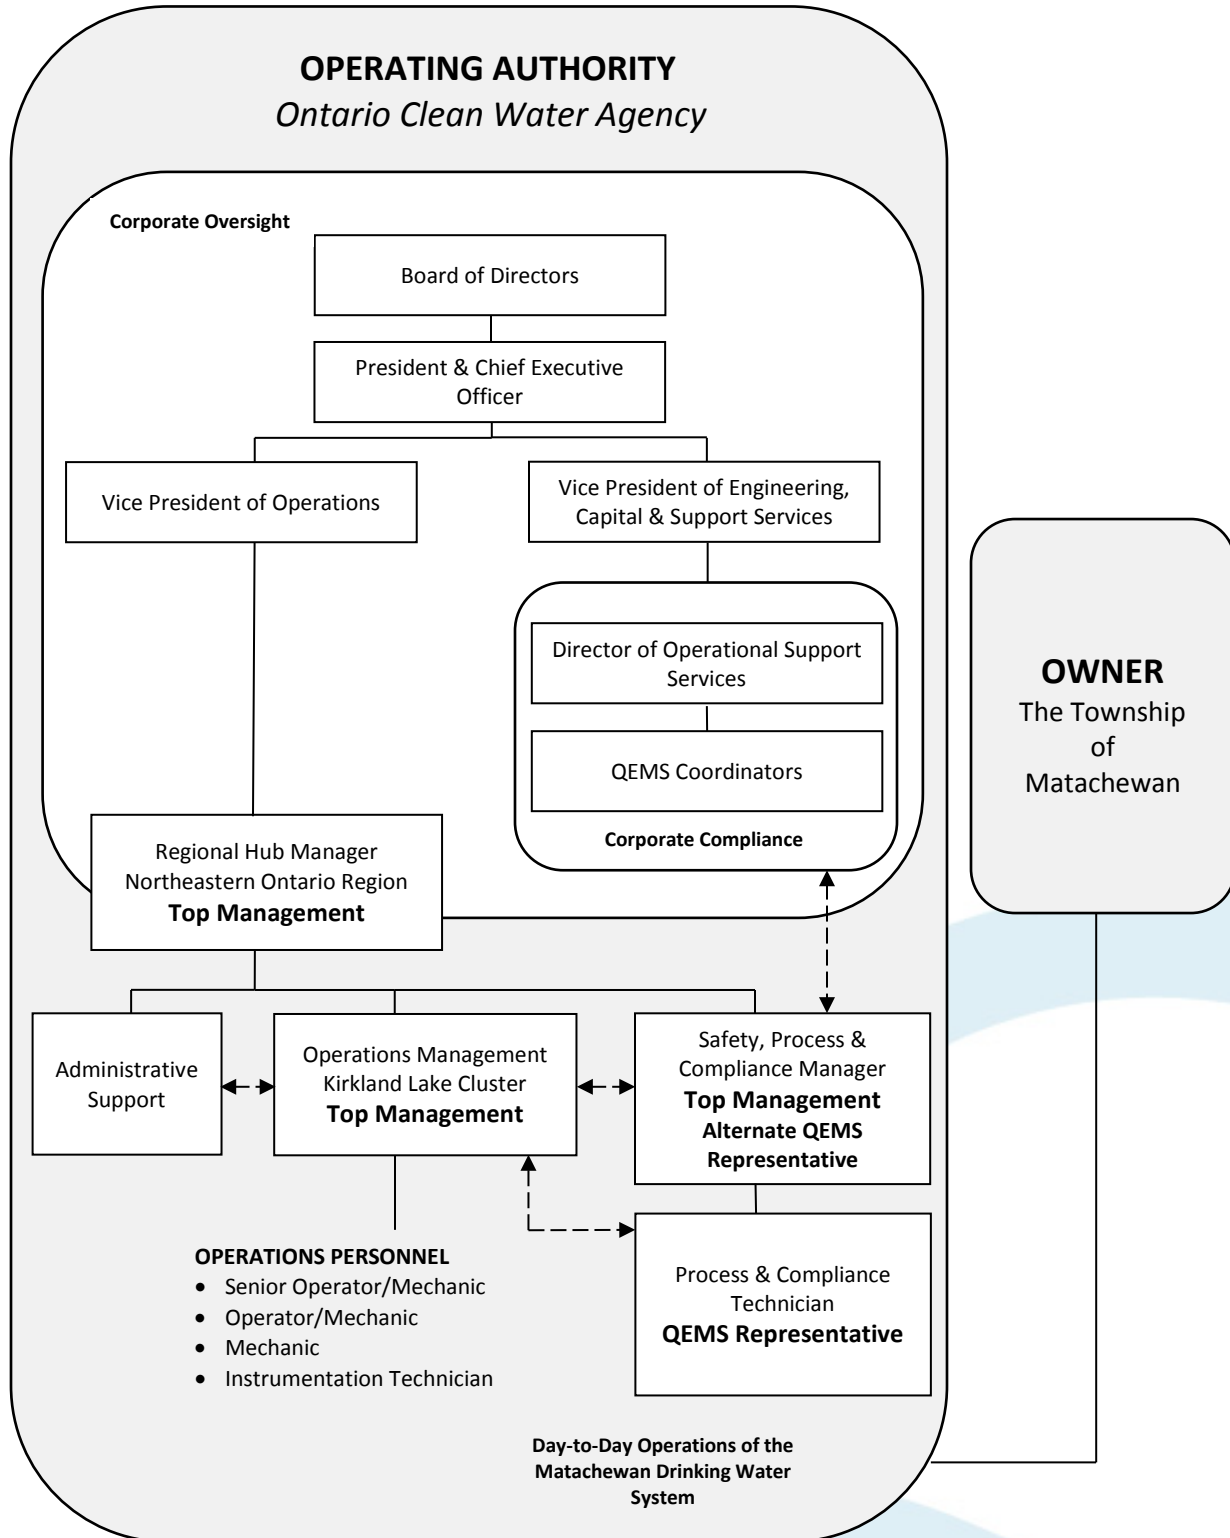 OPERATING AUTHORITY
Ontario Clean Water Agency
Corporate Oversight
Board of Directors
President & Chief Executive
Officer
Vice President of Operations
Vice President of Engineering,
Capital & Support Services
Director of Operational Support
Services
QEMS Coordinators
Corporate Compliance
OWNER
The Township
of
Matachewan
Regional Hub Manager
Northeastern Ontario Region
Top Management
Administrative
Support
Operations Management
Kirkland Lake Cluster
Top Management
Safety, Process &
Compliance Manager
Top Management
Alternate QEMS
Representative
OPERATIONS PERSONNEL
• Senior Operator/Mechanic
• Operator/Mechanic
• Mechanic
• Instrumentation Technician
Process & Compliance
Technician
QEMS Representative
Day-to-Day Operations of the
Matachewan Drinking Water
System